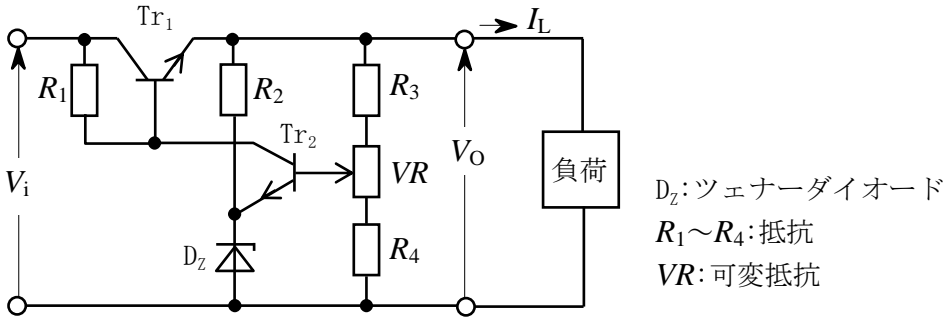 Tr₁
I_L
R₁
R₂
R₃
Tr₂
V_i
VR
V_O
負荷
D_Z
R₄
D_Z:ツェナーダイオード
R₁～R₄:抵抗
VR:可変抵抗